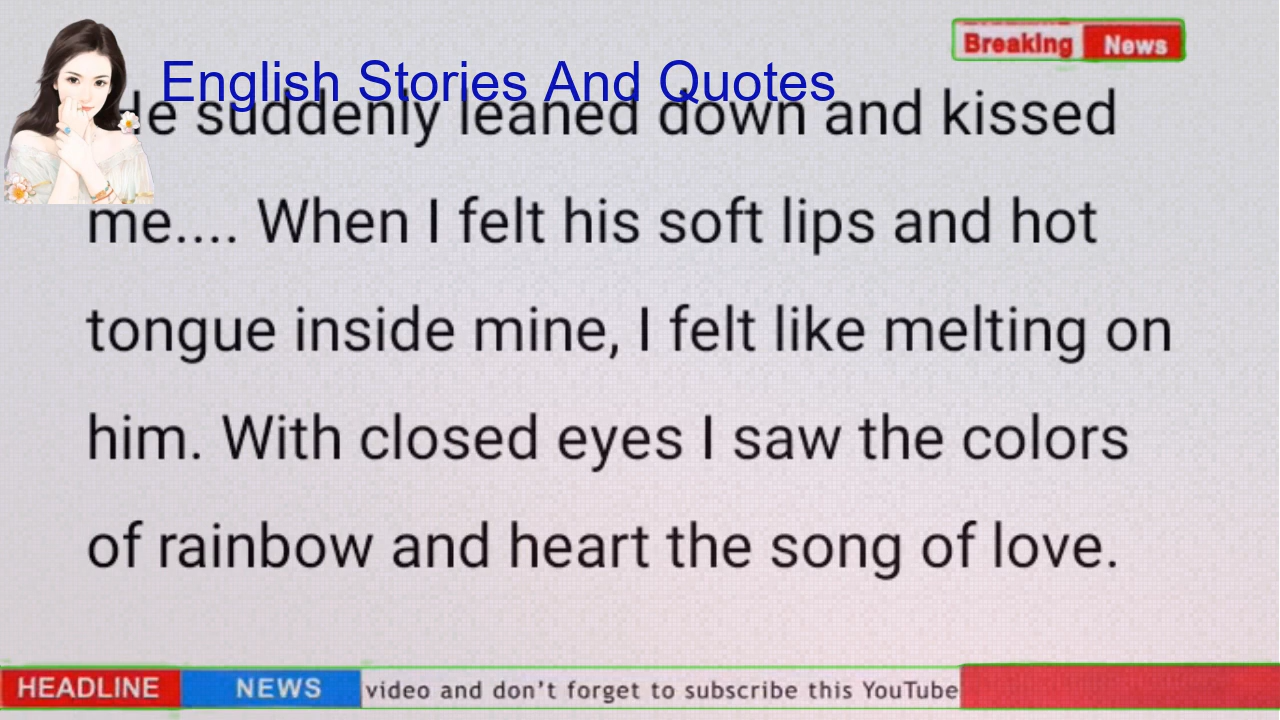 Breaking News
English Stories And Quotes
suddenly leaned down and kissed
me.... When I felt his soft lips and hot
tongue inside mine, I felt like melting on
him. With closed eyes I saw the colors
of rainbow and heart the song of love.
HEADLINE NEWS video and don't forget to subscribe this YouTube